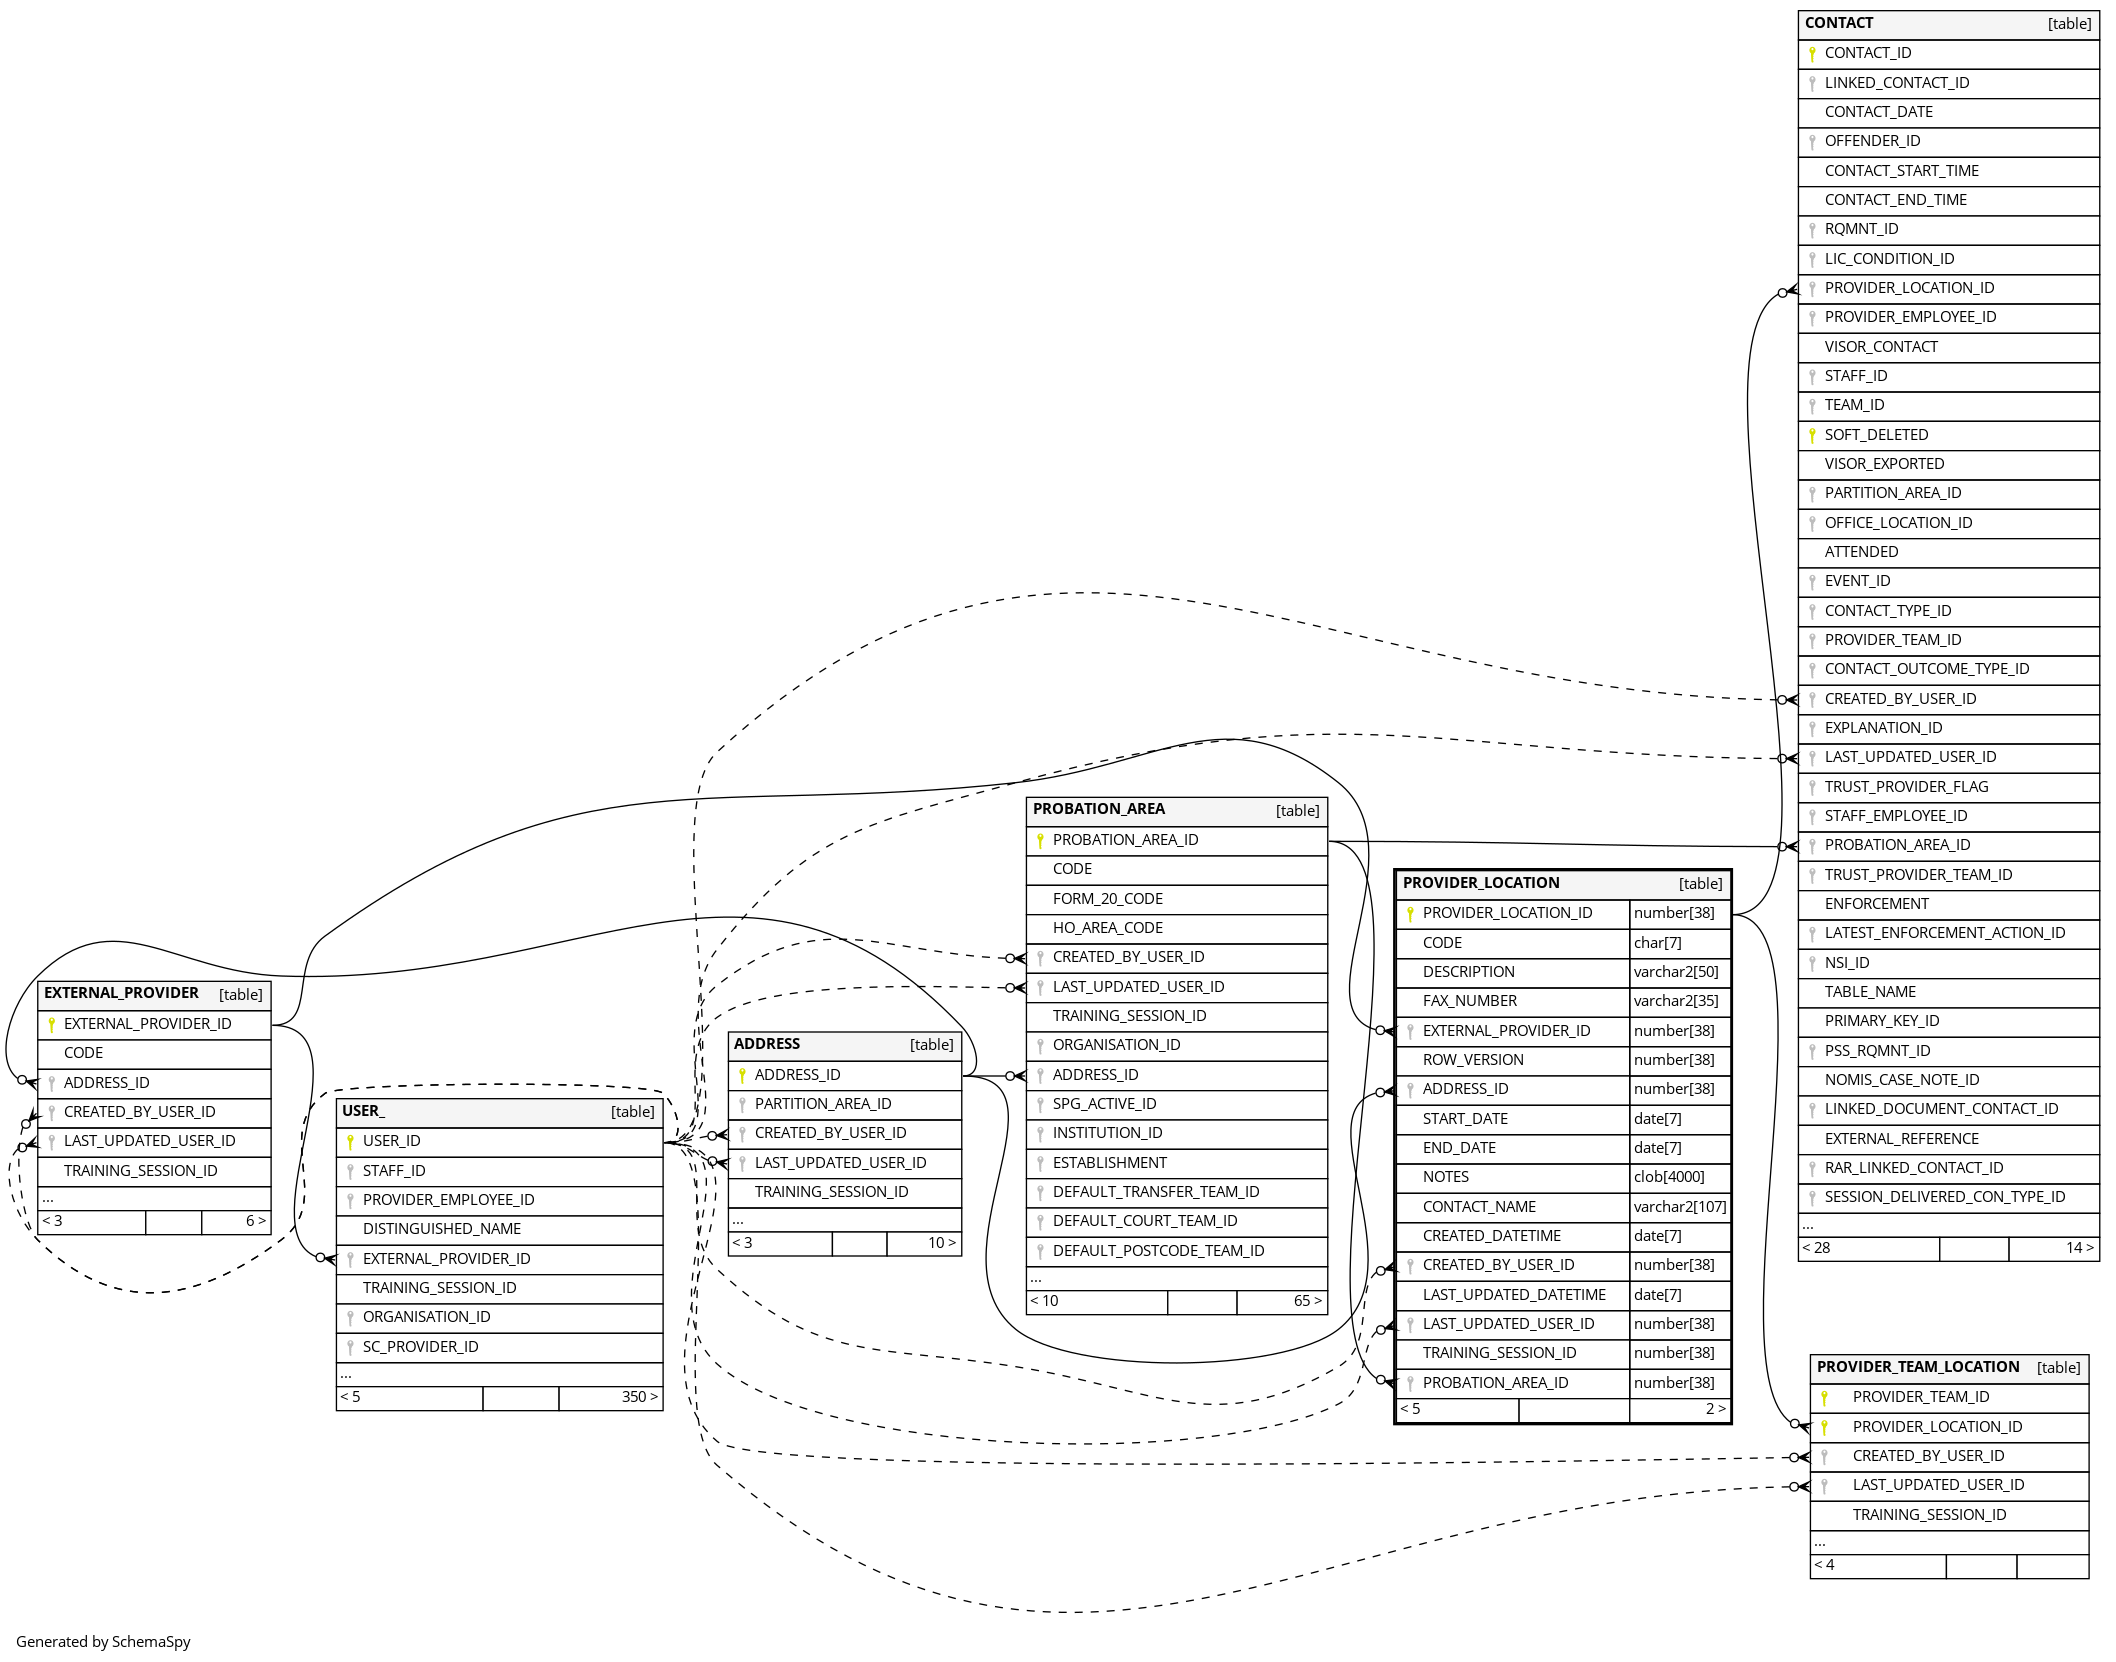 CONTACT [table]
CONTACT_ID
LINKED_CONTACT_ID
CONTACT_DATE
OFFENDER_ID
CONTACT_START_TIME
CONTACT_END_TIME
RQMNT_ID
LIC_CONDITION_ID
PROVIDER_LOCATION_ID
PROVIDER_EMPLOYEE_ID
VISOR_CONTACT
STAFF_ID
TEAM_ID
SOFT_DELETED
VISOR_EXPORTED
PARTITION_AREA_ID
OFFICE_LOCATION_ID
ATTENDED
EVENT_ID
CONTACT_TYPE_ID
PROVIDER_TEAM_ID
CONTACT_OUTCOME_TYPE_ID
CREATED_BY_USER_ID
EXPLANATION_ID
LAST_UPDATED_USER_ID
TRUST_PROVIDER_FLAG
STAFF_EMPLOYEE_ID
PROBATION_AREA_ID
TRUST_PROVIDER_TEAM_ID
ENFORCEMENT
LATEST_ENFORCEMENT_ACTION_ID
NSI_ID
TABLE_NAME
PRIMARY_KEY_ID
PSS_RQMNT_ID
NOMIS_CASE_NOTE_ID
LINKED_DOCUMENT_CONTACT_ID
EXTERNAL_REFERENCE
RAR_LINKED_CONTACT_ID
SESSION_DELIVERED_CON_TYPE_ID
...
< 28 14 >
PROBATION_AREA [table]
PROBATION_AREA_ID
CODE
FORM_20_CODE
HO_AREA_CODE
CREATED_BY_USER_ID
LAST_UPDATED_USER_ID
TRAINING_SESSION_ID
ORGANISATION_ID
ADDRESS_ID
SPG_ACTIVE_ID
INSTITUTION_ID
ESTABLISHMENT
DEFAULT_TRANSFER_TEAM_ID
DEFAULT_COURT_TEAM_ID
DEFAULT_POSTCODE_TEAM_ID
...
< 10 65 >
PROVIDER_LOCATION [table]
PROVIDER_LOCATION_ID number[38]
CODE char[7]
DESCRIPTION varchar2[50]
FAX_NUMBER varchar2[35]
EXTERNAL_PROVIDER_ID number[38]
ROW_VERSION number[38]
ADDRESS_ID number[38]
START_DATE date[7]
END_DATE date[7]
NOTES clob[4000]
CONTACT_NAME varchar2[107]
CREATED_DATETIME date[7]
CREATED_BY_USER_ID number[38]
LAST_UPDATED_DATETIME date[7]
LAST_UPDATED_USER_ID number[38]
TRAINING_SESSION_ID number[38]
PROBATION_AREA_ID number[38]
< 5 2 >
EXTERNAL_PROVIDER [table]
EXTERNAL_PROVIDER_ID
CODE
ADDRESS_ID
CREATED_BY_USER_ID
LAST_UPDATED_USER_ID
TRAINING_SESSION_ID
...
< 3 6 >
USER_ [table]
USER_ID
STAFF_ID
PROVIDER_EMPLOYEE_ID
DISTINGUISHED_NAME
EXTERNAL_PROVIDER_ID
TRAINING_SESSION_ID
ORGANISATION_ID
SC_PROVIDER_ID
...
< 5 350 >
ADDRESS [table]
ADDRESS_ID
PARTITION_AREA_ID
CREATED_BY_USER_ID
LAST_UPDATED_USER_ID
TRAINING_SESSION_ID
...
< 3 10 >
PROVIDER_TEAM_LOCATION [table]
PROVIDER_TEAM_ID
PROVIDER_LOCATION_ID
CREATED_BY_USER_ID
LAST_UPDATED_USER_ID
TRAINING_SESSION_ID
...
< 4
Generated by SchemaSpy